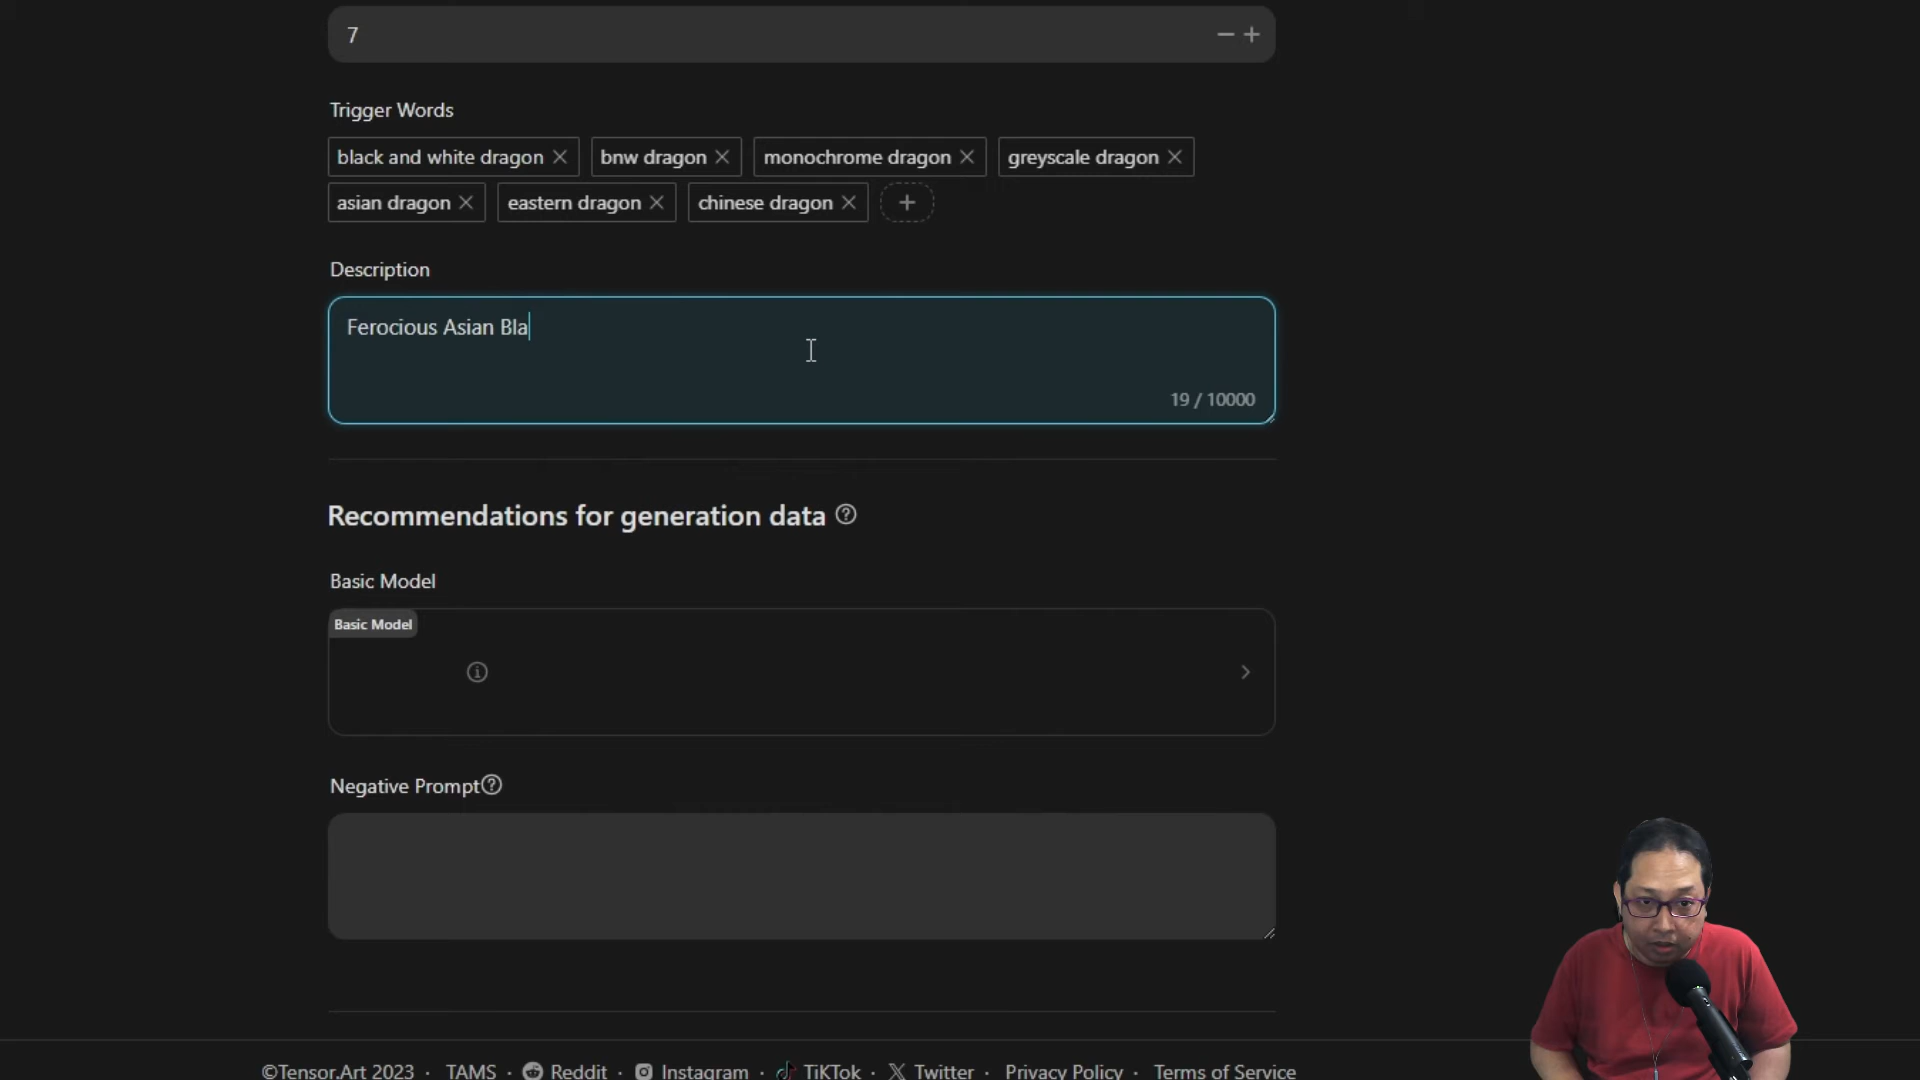 7
Trigger Words
black and white dragon bnw dragon monochrome dragon greyscale dragon
asian dragon eastern dragon chinese dragon
Description
Ferocious Asian Bla
19 / 10000
Recommendations for generation data
Basic Model
Basic Model
Negative Prompt
©Tensor.Art 2023 · TAMS · Reddit · Instagram · TikTok · Twitter · Privacy Policy · Terms of Service